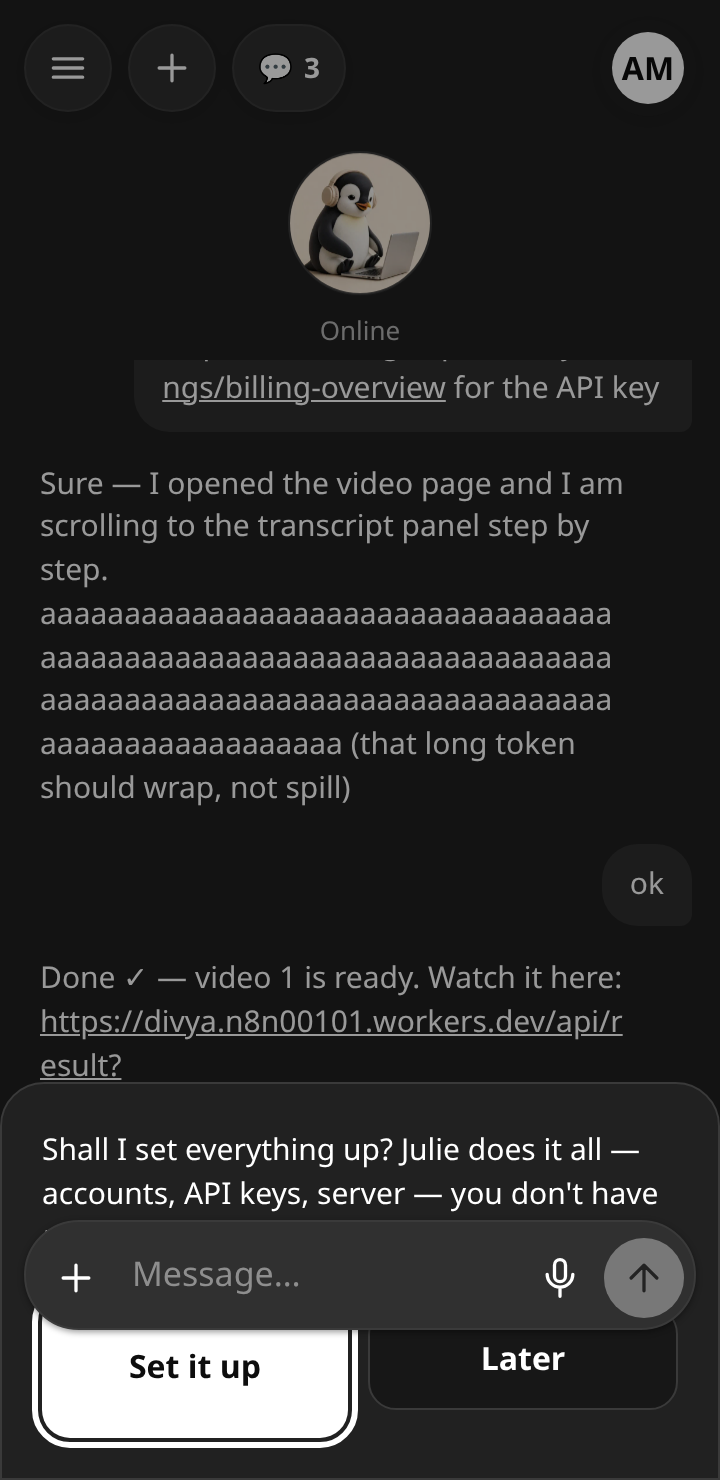 💬 3
AM
Online
ngs/billing-overview for the API key
Sure — I opened the video page and I am
scrolling to the transcript panel step by
step.
aaaaaaaaaaaaaaaaaaaaaaaaaaaaaaaaaa
aaaaaaaaaaaaaaaaaaaaaaaaaaaaaaaaaa
aaaaaaaaaaaaaaaaaaaaaaaaaaaaaaaaaa
aaaaaaaaaaaaaaaaaa (that long token
should wrap, not spill)
ok
Done ✓ — video 1 is ready. Watch it here:
https://divya.n8n00101.workers.dev/api/r
esult?
Shall I set everything up? Julie does it all —
accounts, API keys, server — you don't have
Message...
Set it up
Later